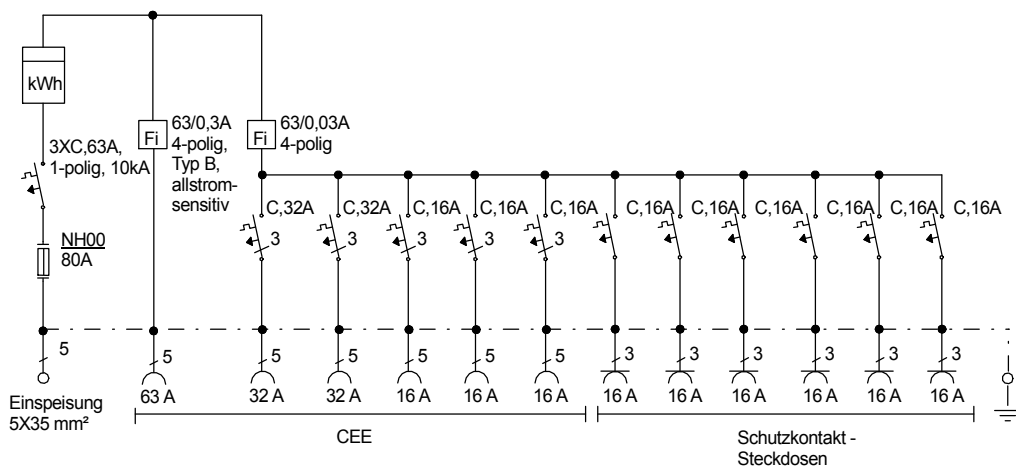 kWh
3XC,63A,
1-polig, 10kA
NH00
80A
Fi
63/0,3A
4-polig,
Typ B,
allstrom-
sensitiv
Fi
63/0,03A
4-polig
C,32A
C,32A
C,16A
C,16A
C,16A
C,16A
C,16A
C,16A
C,16A
C,16A
C,16A
3
3
3
3
3
5
5
5
5
5
5
5
3
3
3
3
3
3
63 A
32 A
32 A
16 A
16 A
16 A
16 A
16 A
16 A
16 A
16 A
16 A
Einspeisung
5X35 mm²
CEE
Schutzkontakt -
Steckdosen